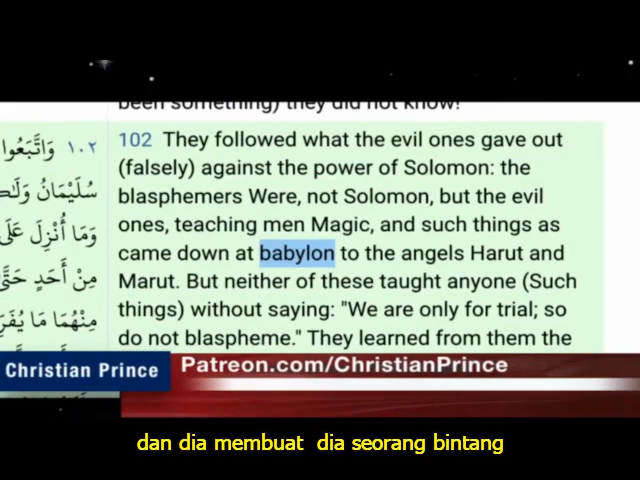 been something) they did not know!
102 They followed what the evil ones gave out
(falsely) against the power of Solomon: the
blasphemers Were, not Solomon, but the evil
ones, teaching men Magic, and such things as
came down at babylon to the angels Harut and
Marut. But neither of these taught anyone (Such
things) without saying: "We are only for trial; so
do not blaspheme." They learned from them the
١٠٢ وَاتَّبَعُوا
سُلَيْمَانُ
وَمَا أُنْزِلَ عَلَى
مِنْ أَحَدٍ حَتَّى
مِنْهُمَا مَا
Christian Prince
Patreon.com/ChristianPrince
dan dia membuat dia seorang bintang